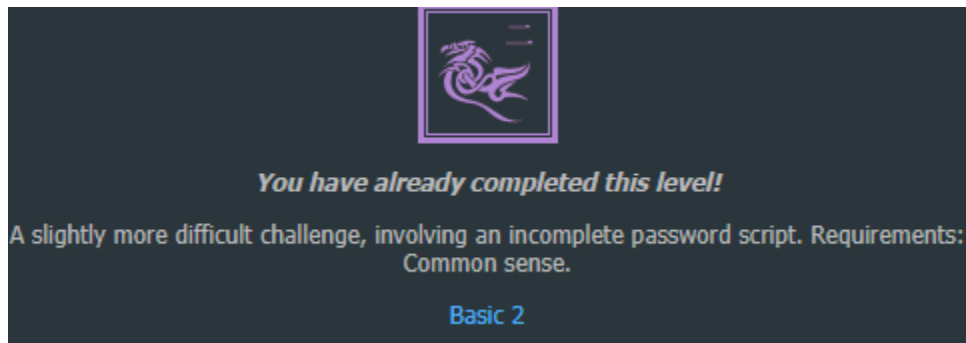 二
You have already completed this level!
A slightly more difficult challenge, involving an incomplete password script. Requirements:
Common sense.
Basic 2